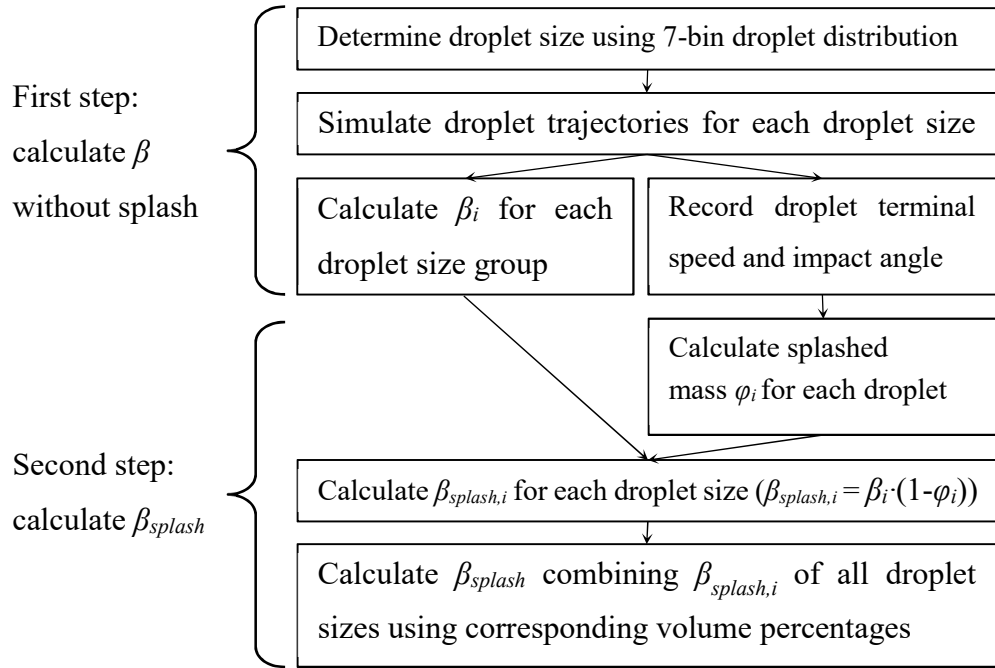 Determine droplet size using 7-bin droplet distribution
First step:
calculate β
without splash
Simulate droplet trajectories for each droplet size
Calculate βi for each
droplet size group
Record droplet terminal
speed and impact angle
Calculate splashed
mass φi for each droplet
Second step:
calculate βsplash
Calculate βsplash,i for each droplet size (βsplash,i = βi·(1-φi))
Calculate βsplash combining βsplash,i of all droplet
sizes using corresponding volume percentages